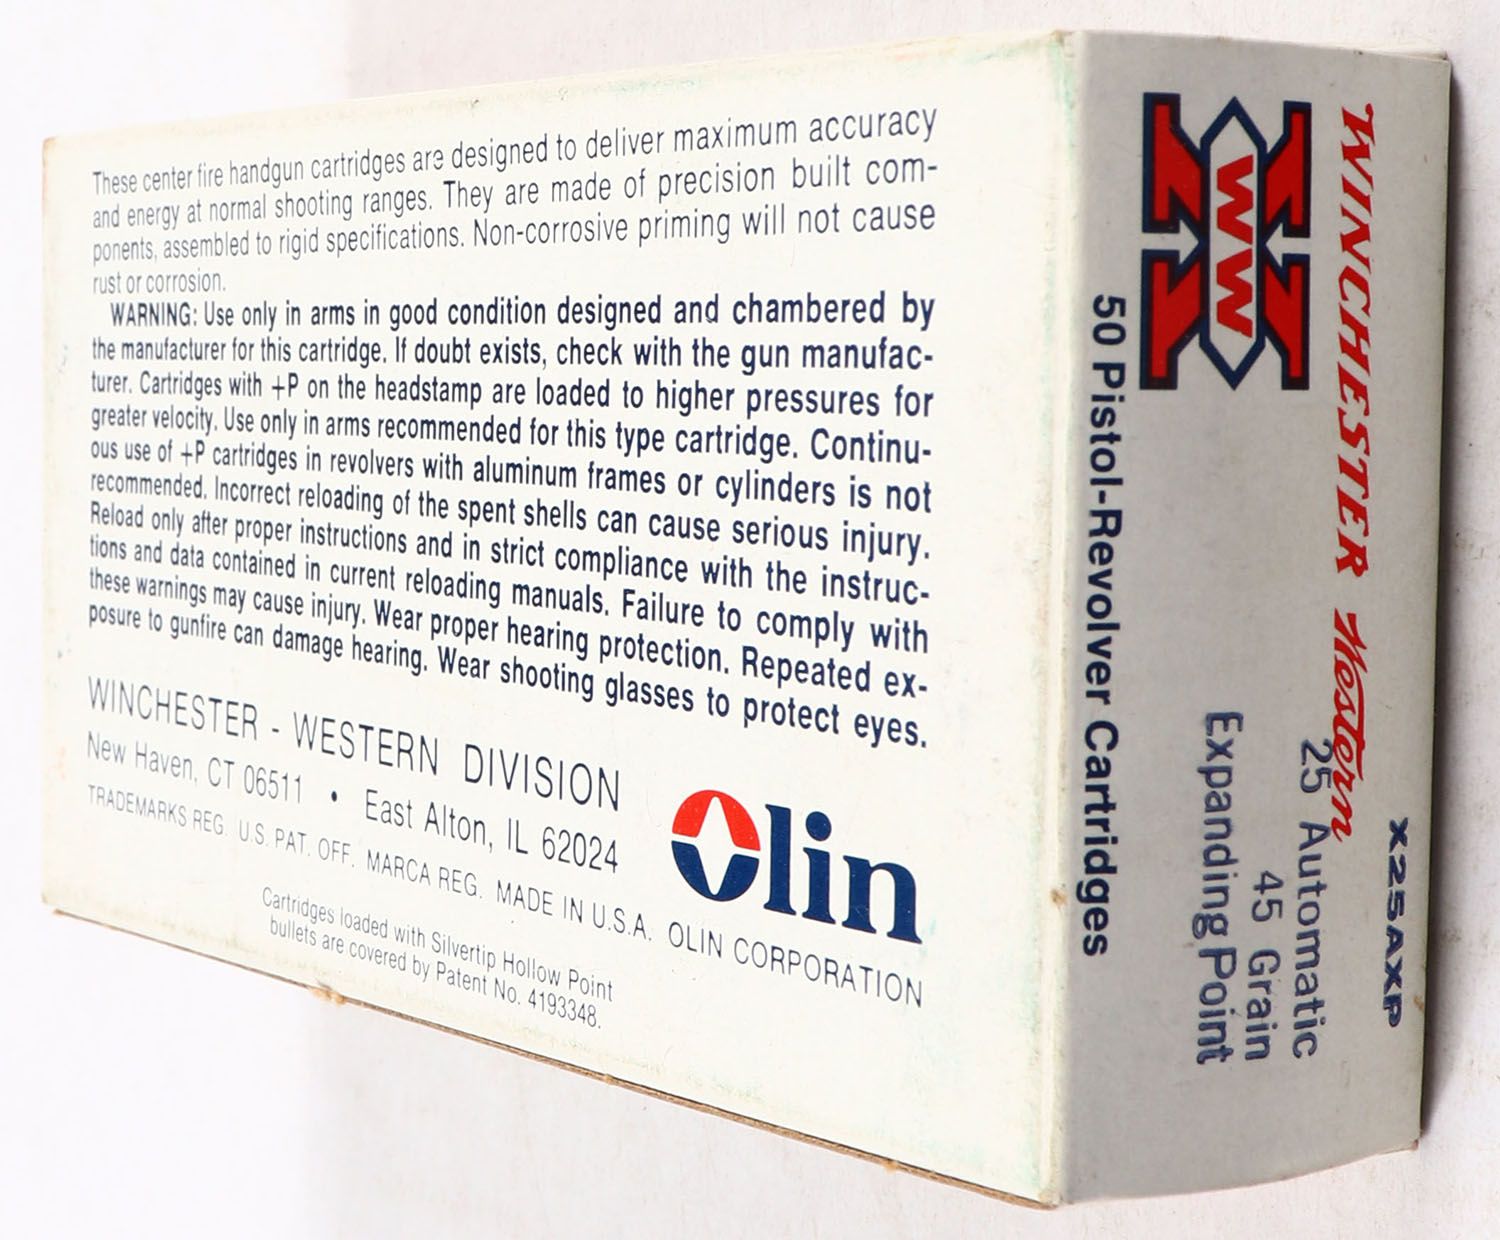 These center fire handgun cartridges are designed to deliver maximum accuracy
and energy at normal shooting ranges. They are made of precision built com-
ponents, assembled to rigid specifications. Non-corrosive priming will not cause
rust or corrosion.
WARNING: Use only in arms in good condition designed and chambered by
the manufacturer for this cartridge. If doubt exists, check with the gun manufac-
turer. Cartridges with +P on the headstamp are loaded to higher pressures for
greater velocity. Use only in arms recommended for this type cartridge. Continu-
ous use of +P cartridges in revolvers with aluminum frames or cylinders is not
recommended. Incorrect reloading of the spent shells can cause serious injury.
Reload only after proper instructions and in strict compliance with the instruc-
tions and data contained in current reloading manuals. Failure to comply with
these warnings may cause injury. Wear proper hearing protection. Repeated ex-
posure to gunfire can damage hearing. Wear shooting glasses to protect eyes.
WINCHESTER - WESTERN DIVISION
New Haven, CT 06511 • East Alton, IL 62024
TRADEMARKS REG. U.S. PAT. OFF. MARCA REG. MADE IN U.S.A. OLIN CORPORATION
Olin
Cartridges loaded with Silvertip Hollow Point
bullets are covered by Patent No. 4193348.
X25AXP
WINCHESTER Western
XX
WW
25 Automatic
45 Grain
Expanding Point
50 Pistol-Revolver Cartridges